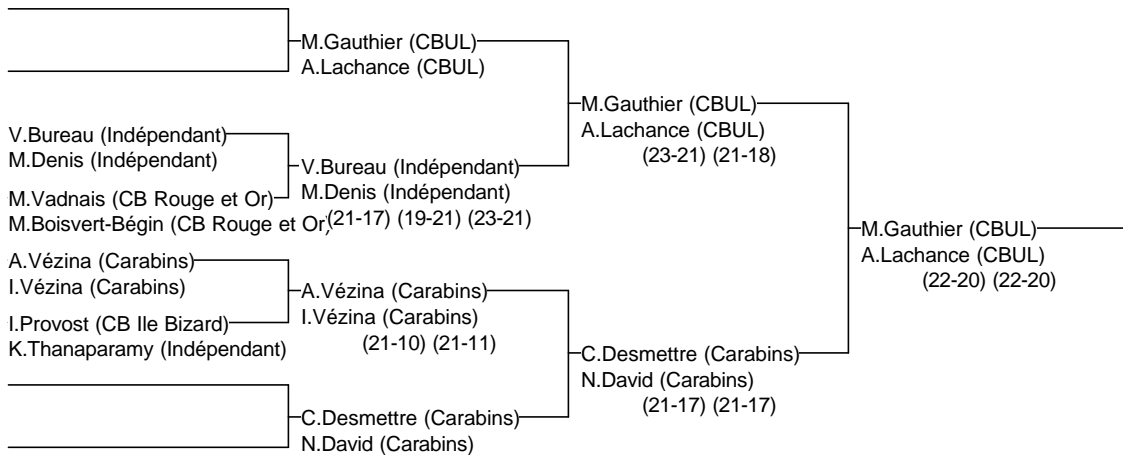 M.Gauthier (CBUL)
A.Lachance (CBUL)
M.Gauthier (CBUL)
A.Lachance (CBUL)
(23-21) (21-18)
V.Bureau (Indépendant)
M.Denis (Indépendant)
V.Bureau (Indépendant)
M.Denis (Indépendant)
(21-17) (19-21) (23-21)
M.Vadnais (CB Rouge et Or)
M.Boisvert-Bégin (CB Rouge et Or)
M.Gauthier (CBUL)
A.Lachance (CBUL)
(22-20) (22-20)
A.Vézina (Carabins)
I.Vézina (Carabins)
A.Vézina (Carabins)
I.Vézina (Carabins)
(21-10) (21-11)
I.Provost (CB Ile Bizard)
K.Thanaparamy (Indépendant)
C.Desmettre (Carabins)
N.David (Carabins)
(21-17) (21-17)
C.Desmettre (Carabins)
N.David (Carabins)